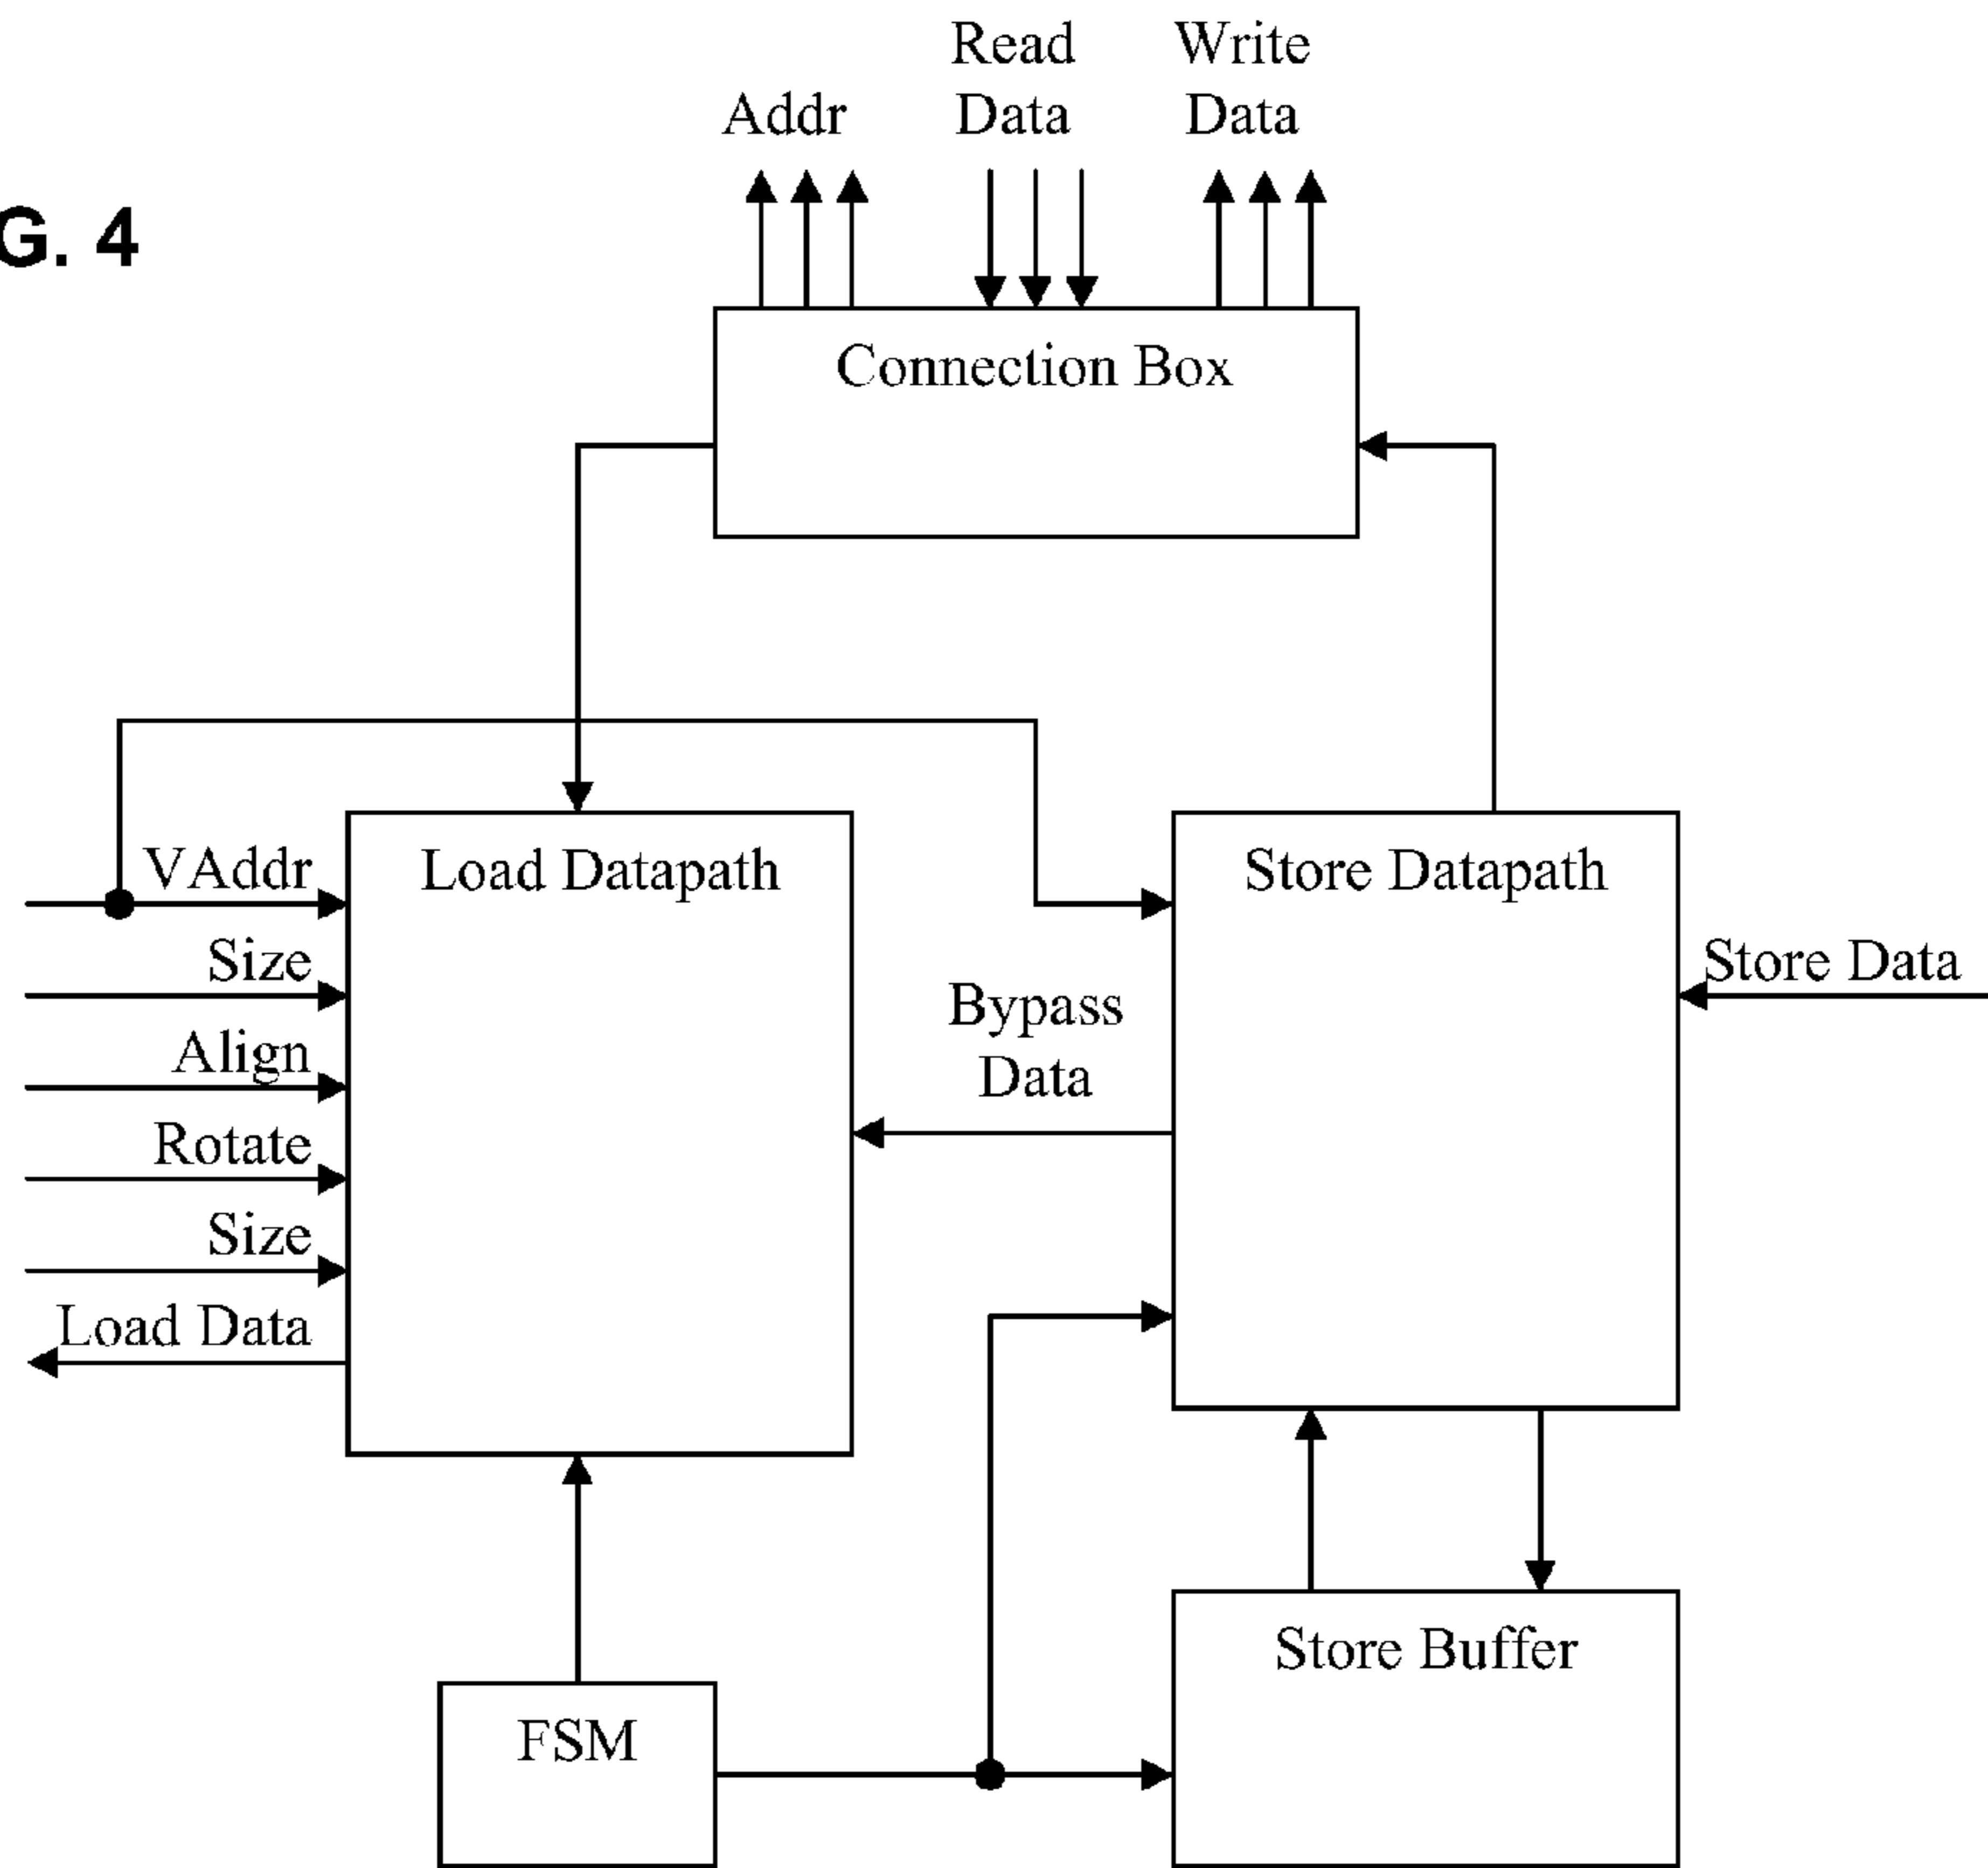 Read
Data
Write
Data
Addr
G. 4
Connection Box
VAddr
Load Datapath
Store Datapath
Size
Store Data
Align
Bypass
Data
Rotate
Size
Load Data
Store Buffer
FSM